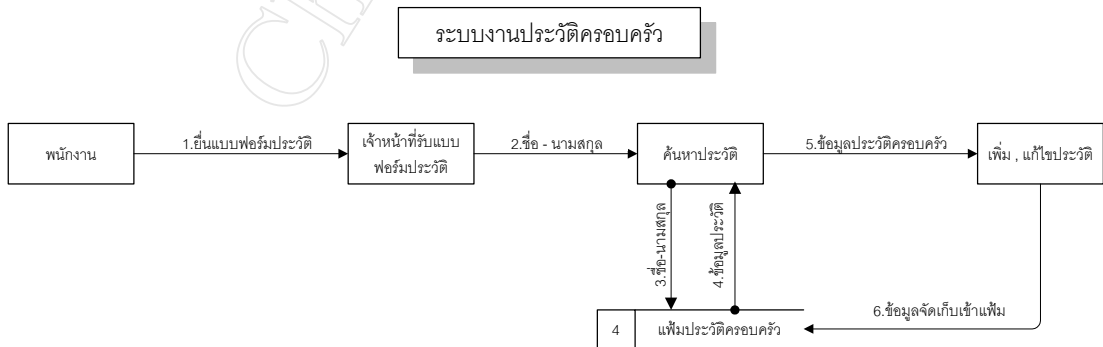 ระบบงานประวัติครอบครัว
พนักงาน
1.ยื่นแบบฟอร์มประวัติ
เจ้าหน้าที่รับแบบ
ฟอร์มประวัติ
2.ชื่อ - นามสกุล
ค้นหาประวัติ
5.ข้อมูลประวัติครอบครัว
เพิ่ม , แก้ไขประวัติ
3.ชื่อ-นามสกุล
4.ข้อมูลประวัติ
6.ข้อมูลจัดเก็บเข้าแฟ้ม
4 แฟ้มประวัติครอบครัว